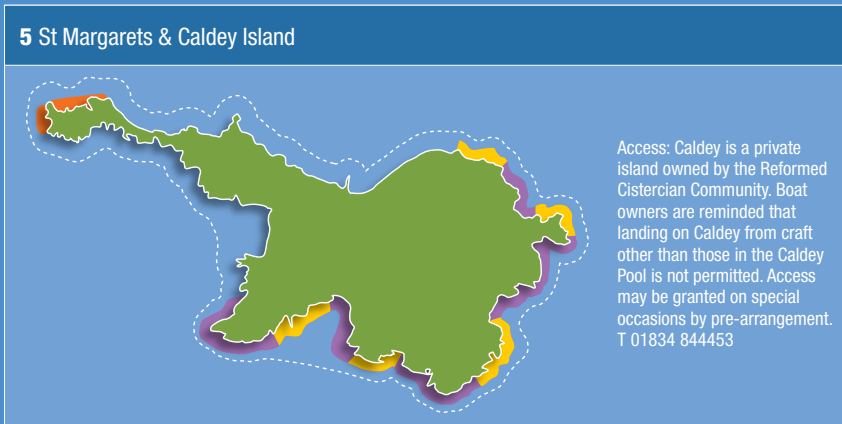 5 St Margarets & Caldey Island
Access: Caldey is a private
island owned by the Reformed
Cistercian Community. Boat
owners are reminded that
landing on Caldey from craft
other than those in the Caldey
Pool is not permitted. Access
may be granted on special
occasions by pre-arrangement.
T 01834 844453